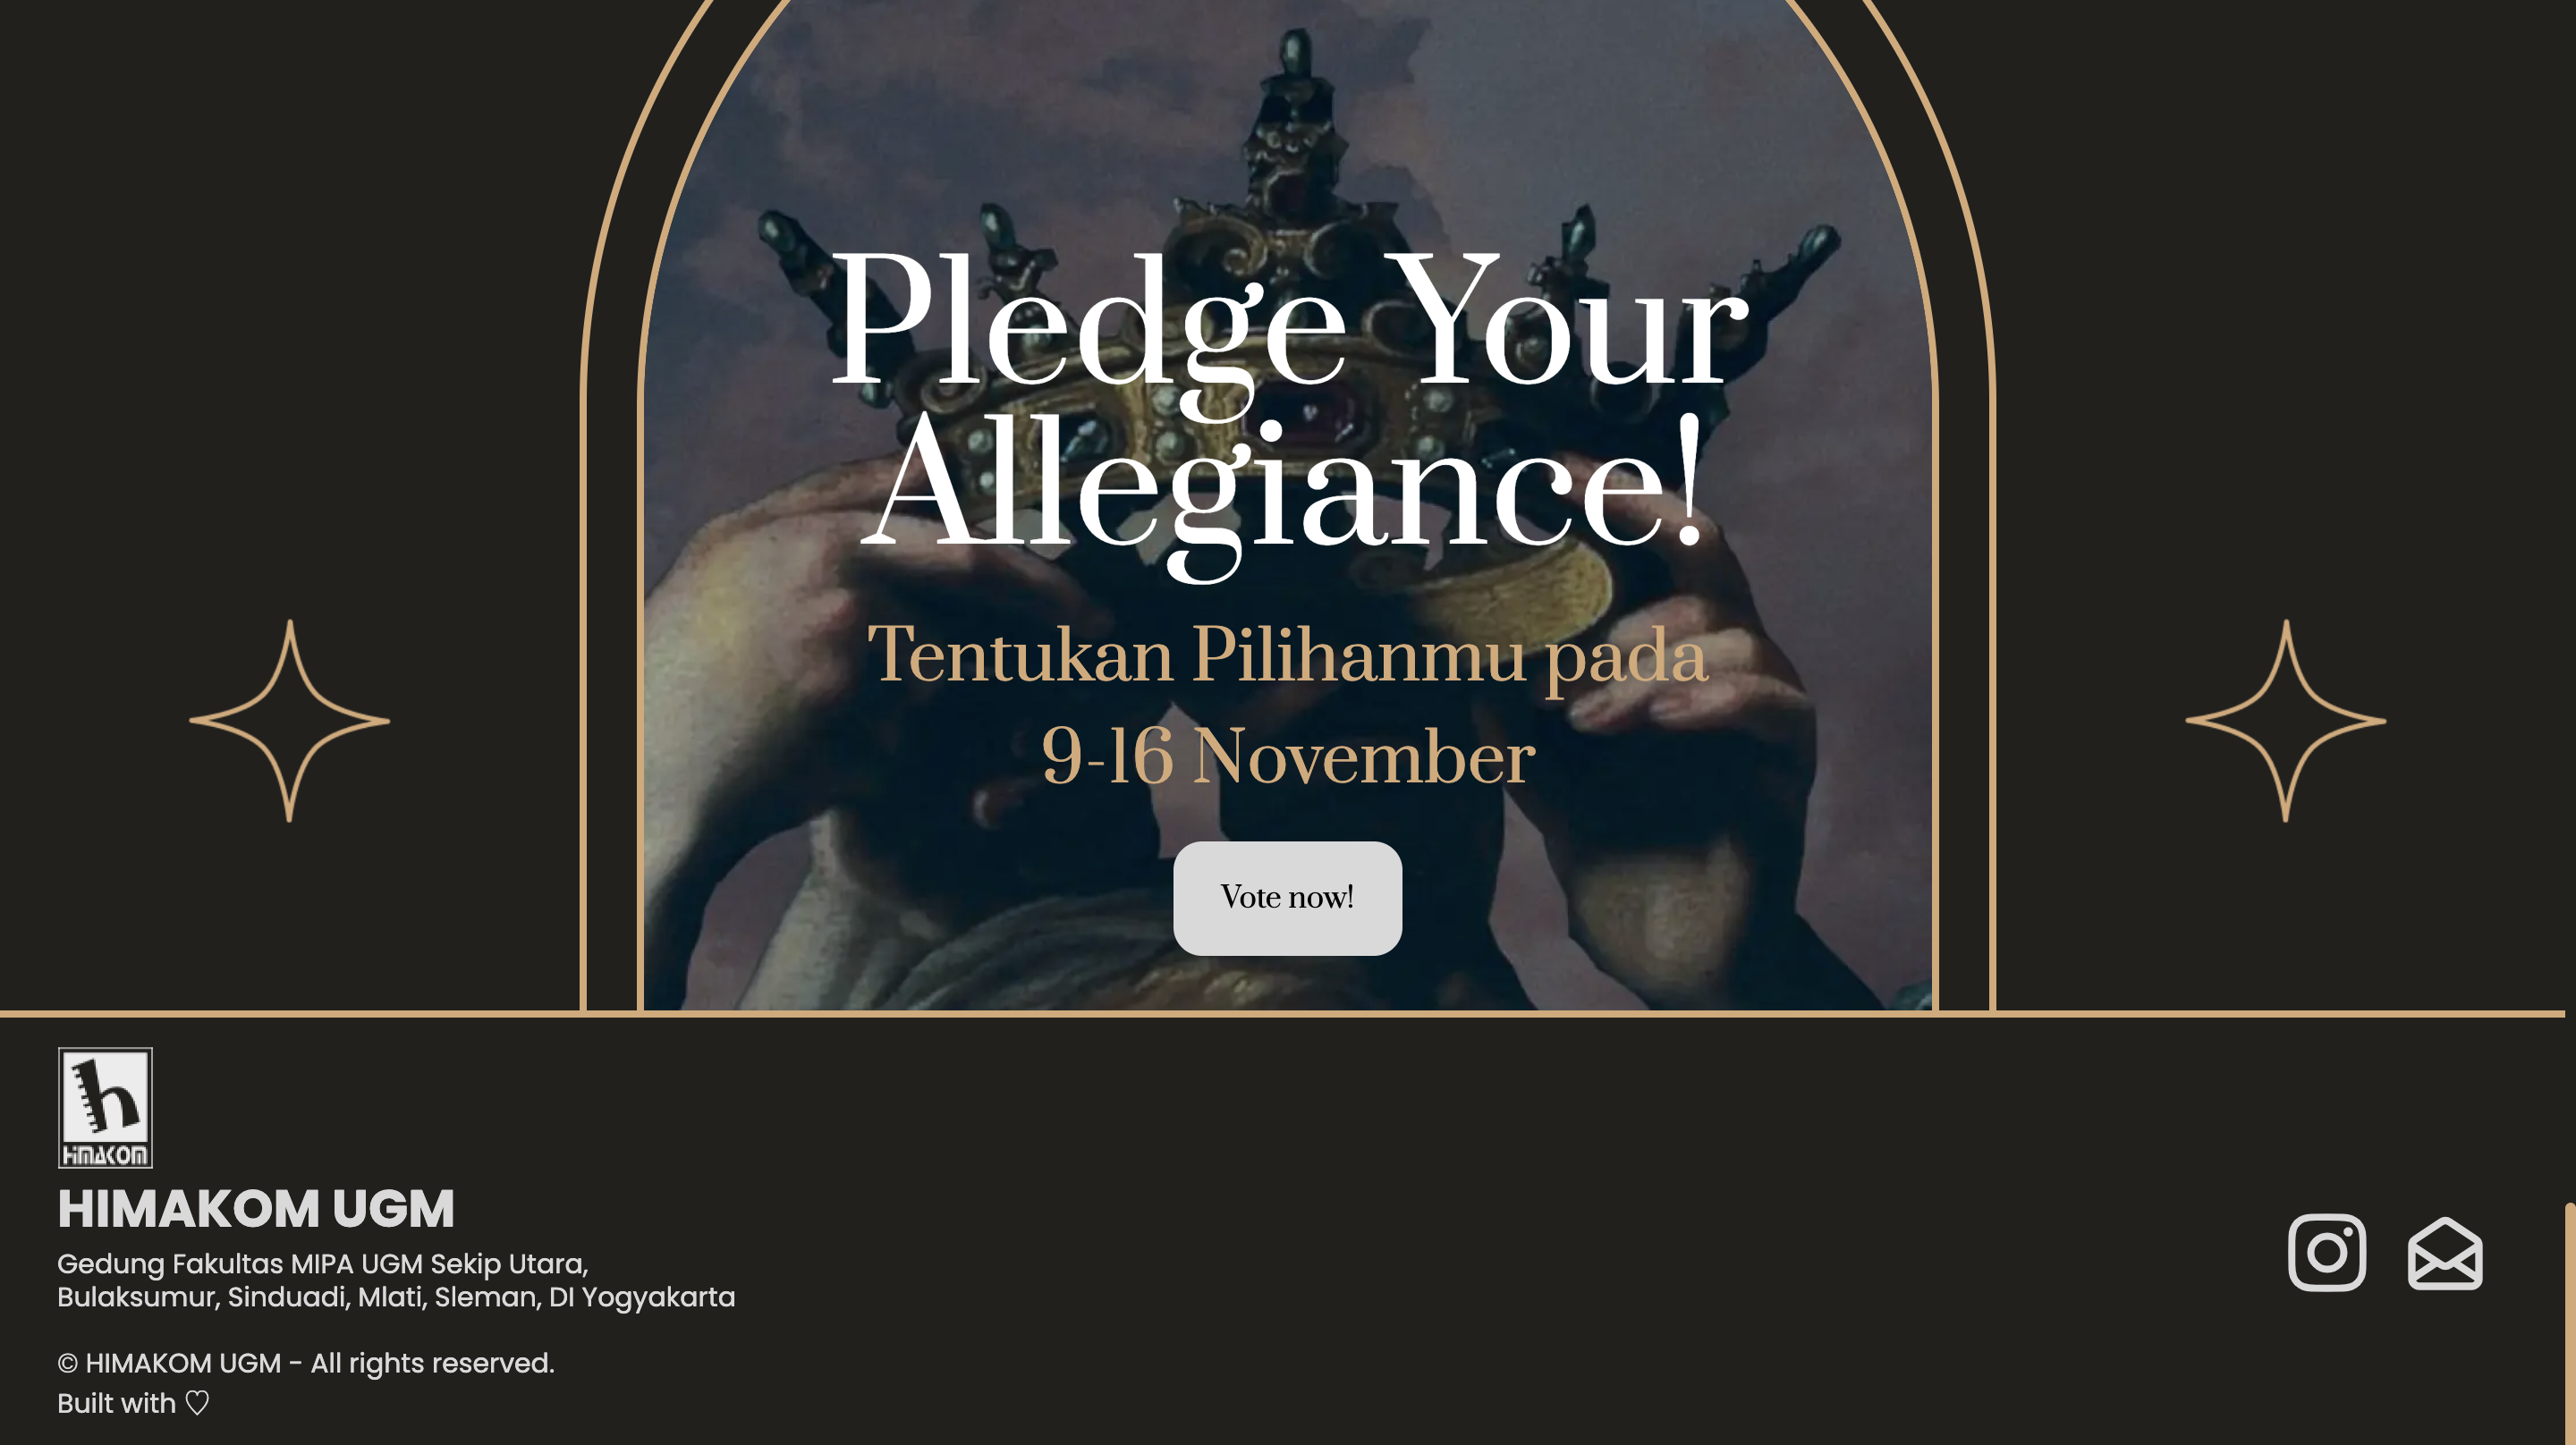 Pledge Your
Allegiance!
Tentukan Pilihanmu pada
9-16 November
Vote now!
h
HIMAKOM
HIMAKOM UGM
Gedung Fakultas MIPA UGM Sekip Utara,
Bulaksumur, Sinduadi, Mlati, Sleman, DI Yogyakarta
© HIMAKOM UGM - All rights reserved.
Built with ♡